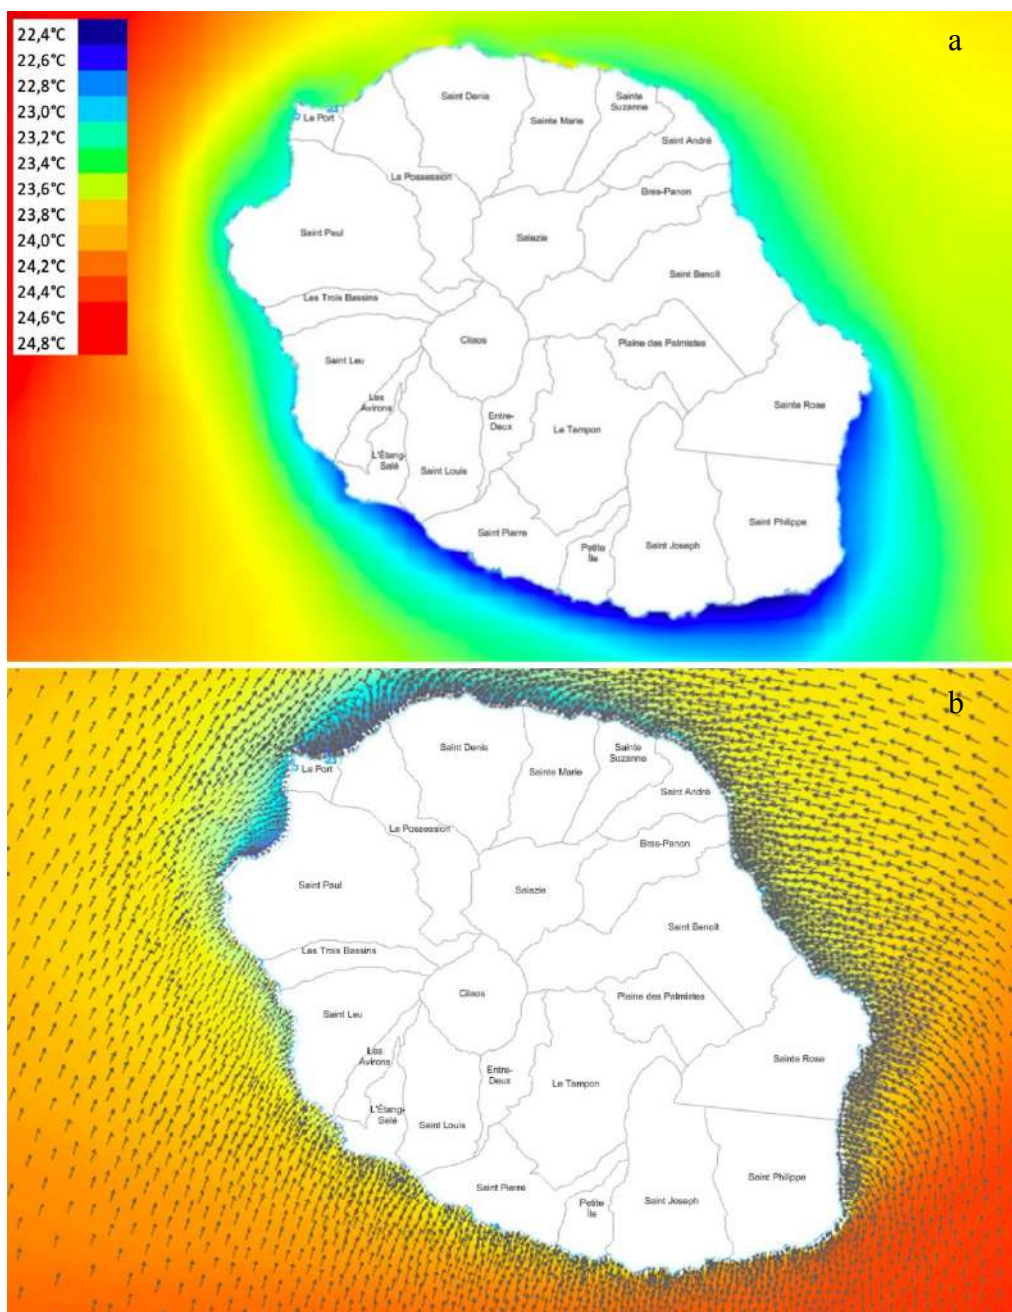 22,4°C
22,6°C
22,8°C
23,0°C
23,2°C
23,4°C
23,6°C
23,8°C
24,0°C
24,2°C
24,4°C
24,6°C
24,8°C
a
Saint Denis
Sainte
Suzanne
La Port
Sainte Marie
Saint André
La Possession
Bras-Panon
Saint Paul
Salazie
Saint Benoît
Les Trois Bassins
Cilaos
Plaine des Palmistes
Saint Leu
Les
Avirons
Entre-
Deux
Le Tampon
Sainte Rose
L'Étang-
Salé
Saint Louis
Saint Pierre
Petite
Île
Saint Joseph
Saint Philippe
b
Saint Denis
Sainte
Suzanne
La Port
Sainte Marie
Saint André
La Possession
Bras-Panon
Saint Paul
Salazie
Saint Benoît
Les Trois Bassins
Cilaos
Plaine des Palmistes
Saint Leu
Les
Avirons
Entre-
Deux
Le Tampon
Sainte Rose
L'Étang-
Salé
Saint Louis
Saint Pierre
Petite
Île
Saint Joseph
Saint Philippe